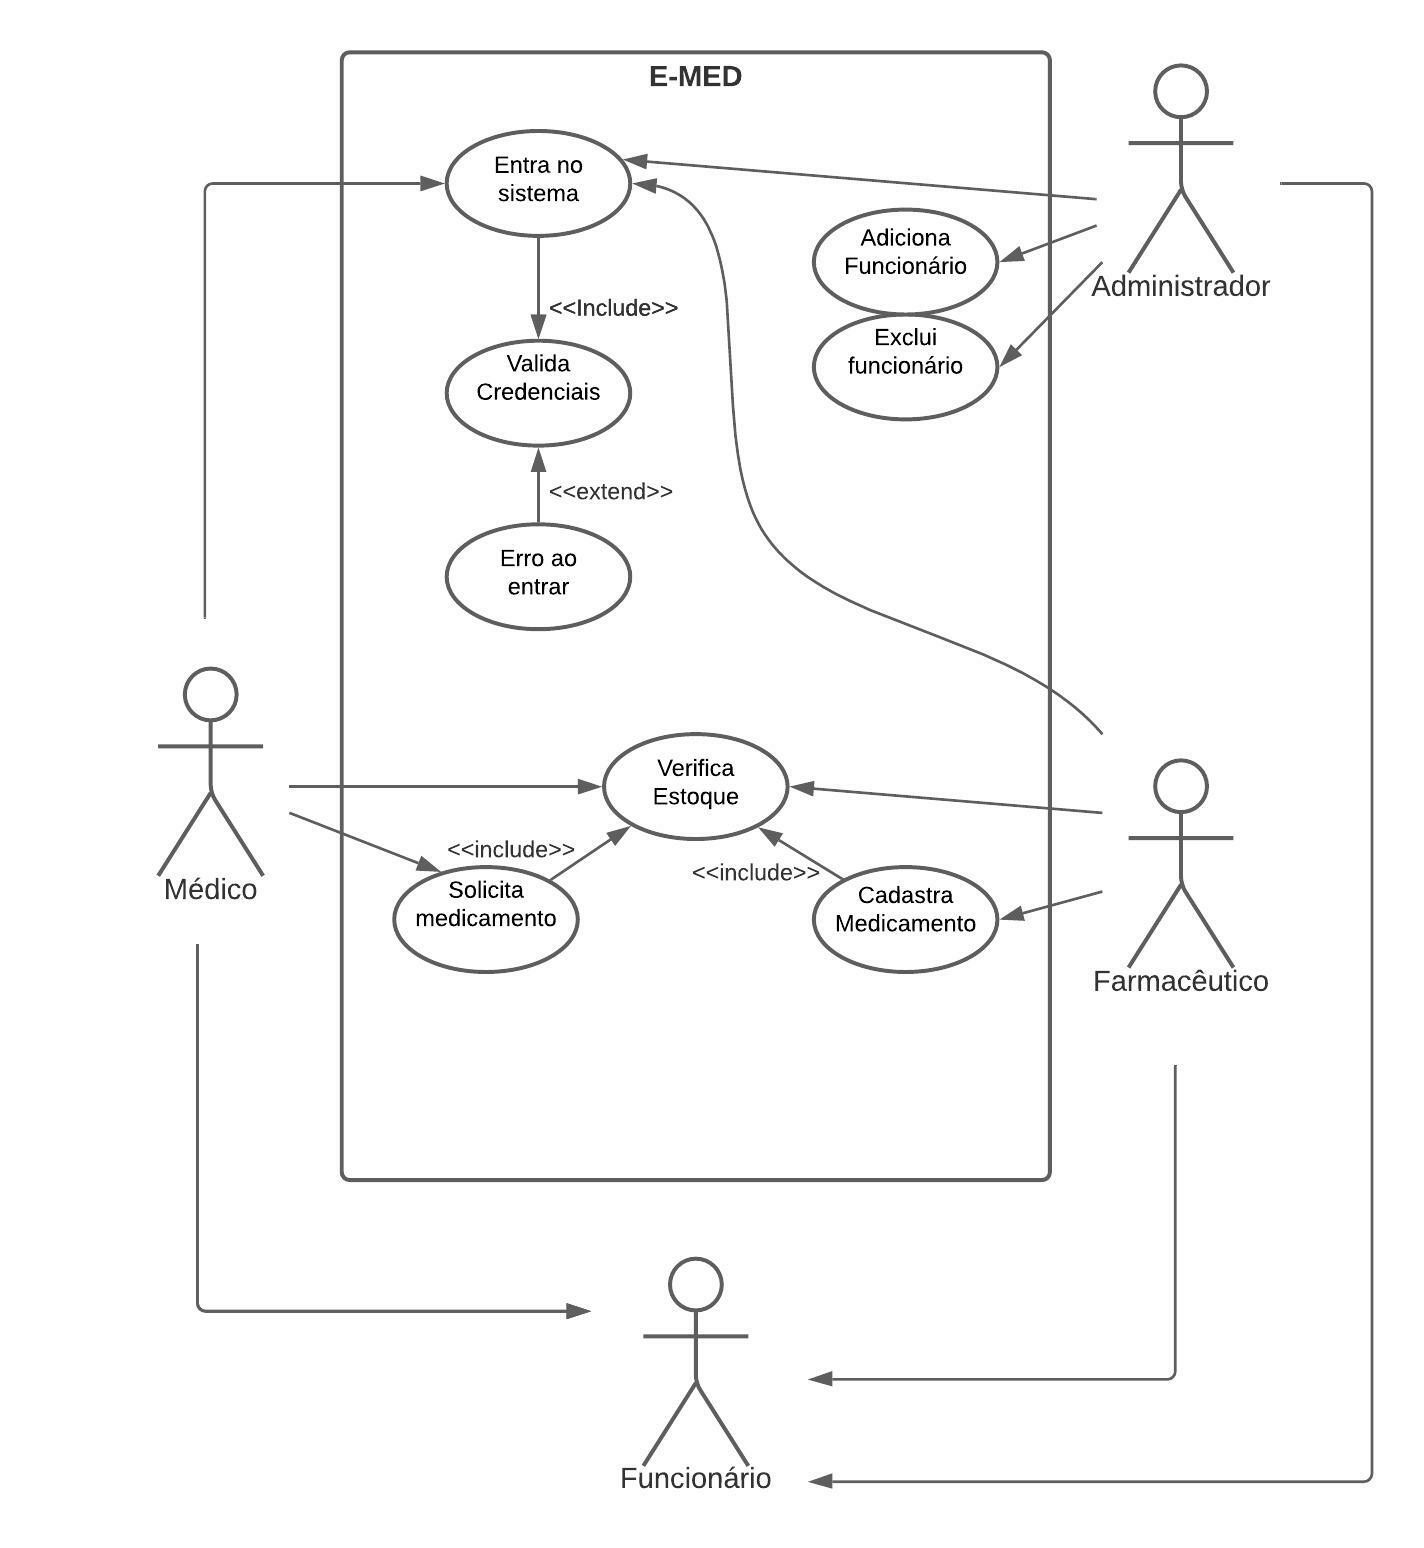 E-MED
Entra no
sistema
Adiciona
Funcionário
Administrador
<<Include>>
Exclui
funcionário
Valida
Credenciais
<<extend>>
Erro ao
entrar
Verifica
Estoque
<<include>>
<<include>>
Médico
Solicita
medicamento
Cadastra
Medicamento
Farmacêutico
Funcionário